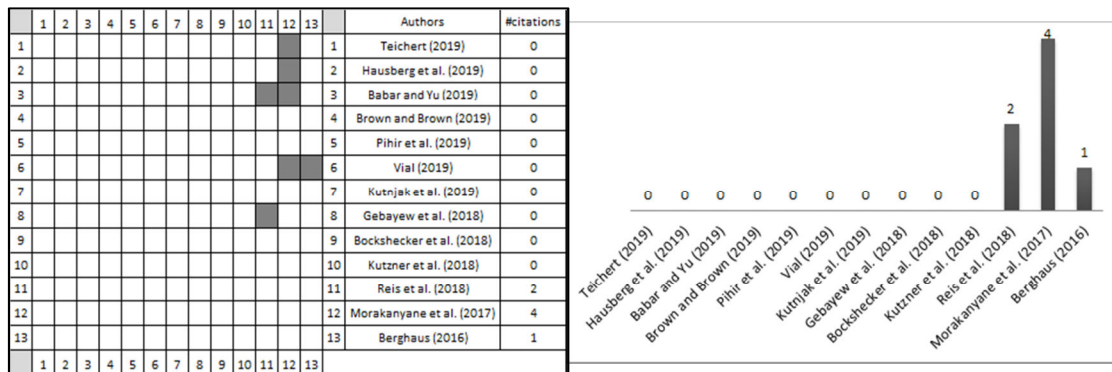 1 2 3 4 5 6 7 8 9 10 11 12 13 Authors #citations
1 1 Teichert (2019) 0
2 2 Hausberg et al. (2019) 0
3 3 Babar and Yu (2019) 0
4 4 Brown and Brown (2019) 0
5 5 Pihir et al. (2019) 0
6 6 Vial (2019) 0
7 7 Kutnjak et al. (2019) 0
8 8 Gebayew et al. (2018) 0
9 9 Bockshecker et al. (2018) 0
10 10 Kutzner et al. (2018) 0
11 11 Reis et al. (2018) 2
12 12 Morakanyane et al. (2017) 4
13 13 Berghaus (2016) 1
1 2 3 4 5 6 7 8 9 10 11 12 13
0 0 0 0 0 0 0 0 0 0 2 4 1
Teichert (2019)
Hausberg et al. (2019)
Babar and Yu (2019)
Brown and Brown (2019)
Pihir et al. (2019)
Vial (2019)
Kutnjak et al. (2019)
Gebayew et al. (2018)
Bockshecker et al. (2018)
Kutzner et al. (2018)
Reis et al. (2018)
Morakanyane et al. (2017)
Berghaus (2016)